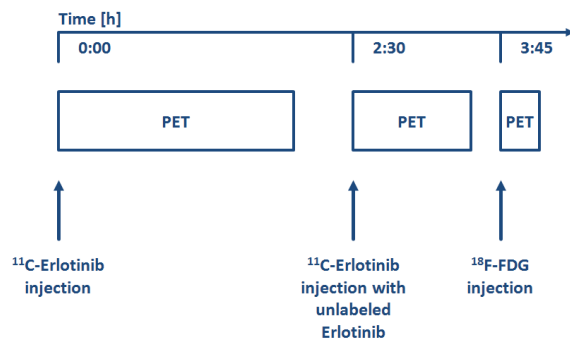 Time [h]
0:00 2:30 3:45
PET PET PET
¹¹C-Erlotinib
injection
¹¹C-Erlotinib
injection with
unlabeled
Erlotinib
¹⁸F-FDG
injection